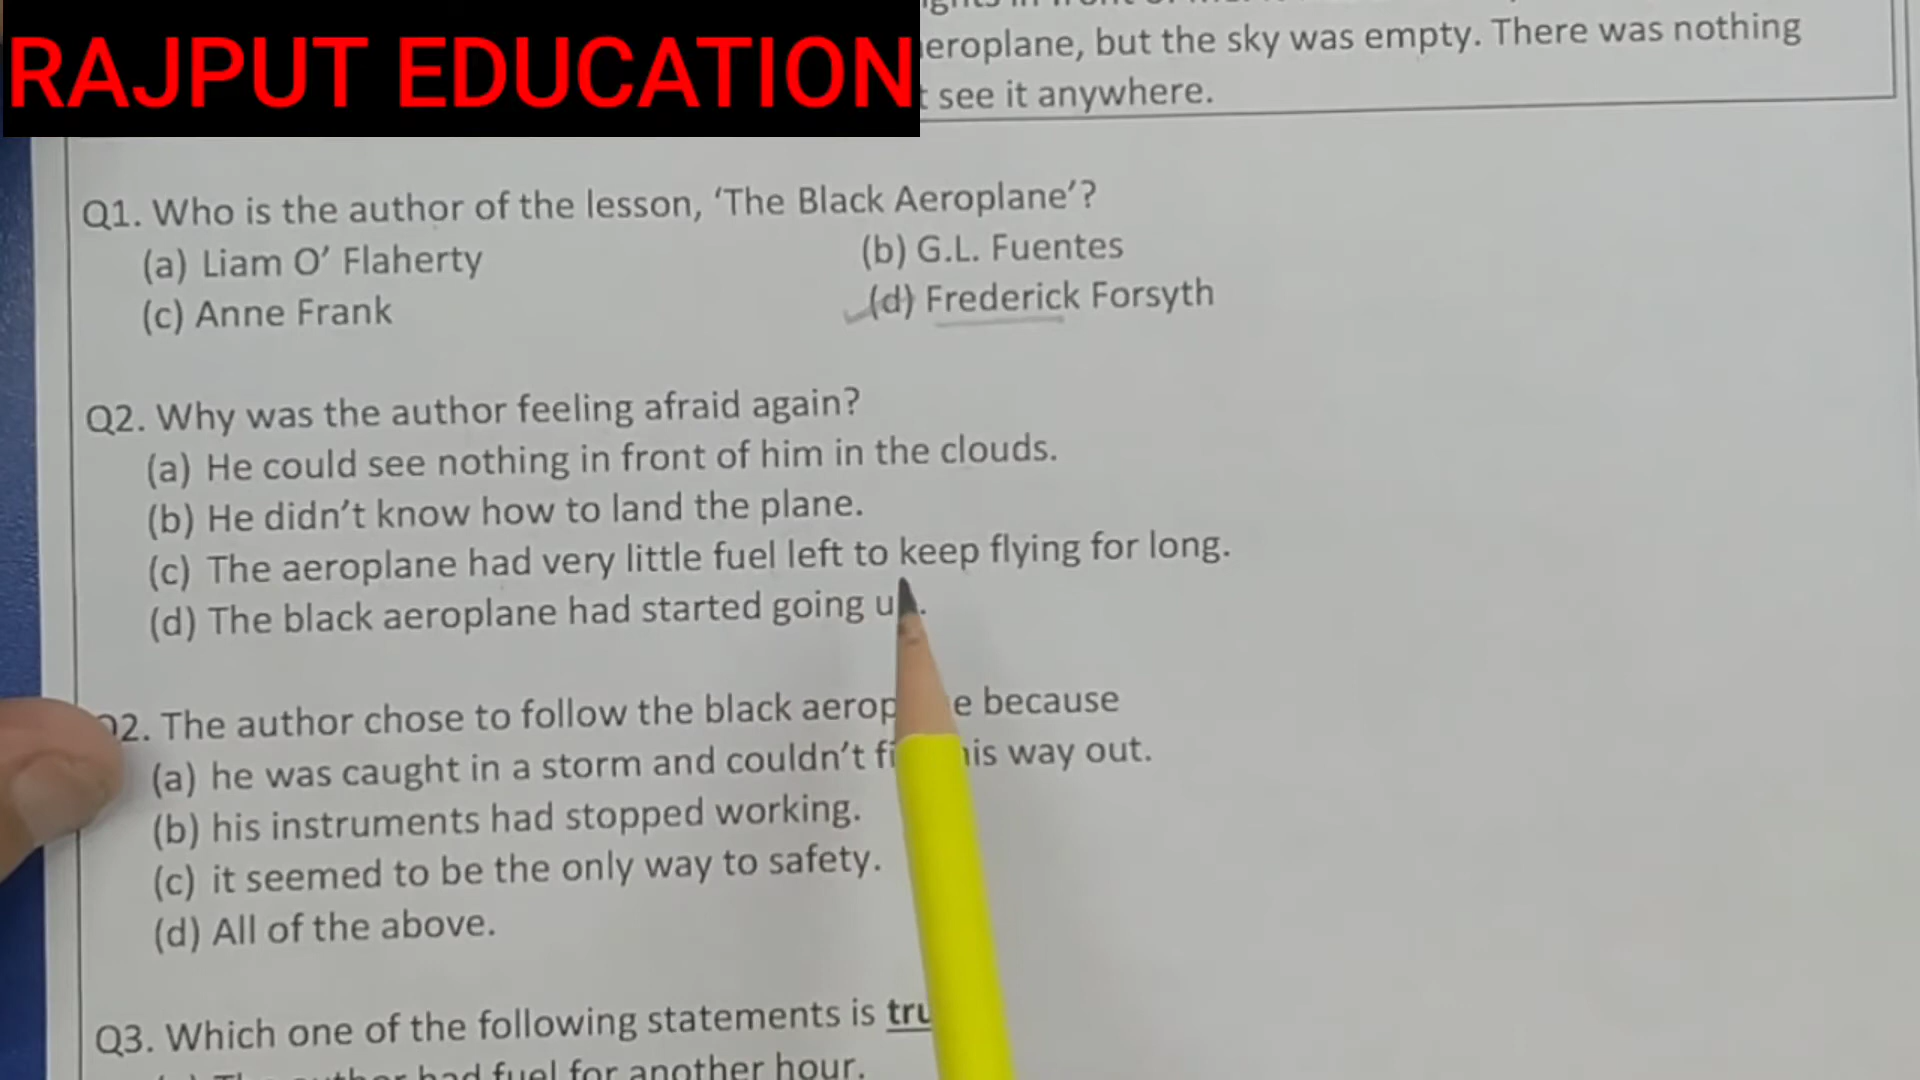 RAJPUT EDUCATION
eroplane, but the sky was empty. There was nothing
see it anywhere.
Q1. Who is the author of the lesson, ‘The Black Aeroplane’?
(a) Liam O’ Flaherty
(b) G.L. Fuentes
(c) Anne Frank
(d) Frederick Forsyth
Q2. Why was the author feeling afraid again?
(a) He could see nothing in front of him in the clouds.
(b) He didn’t know how to land the plane.
(c) The aeroplane had very little fuel left to keep flying for long.
(d) The black aeroplane had started going u .
2. The author chose to follow the black aerop e because
(a) he was caught in a storm and couldn’t fi his way out.
(b) his instruments had stopped working.
(c) it seemed to be the only way to safety.
(d) All of the above.
Q3. Which one of the following statements is tru
had fuel for another hour.